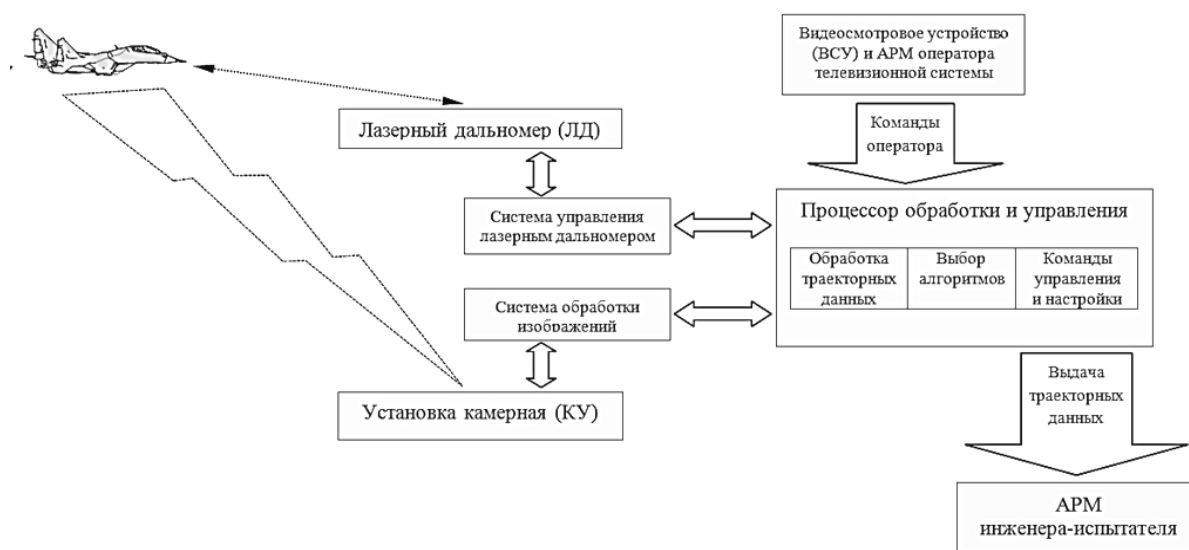 Видеосмотровое устройство
(ВСУ) и АРМ оператора
телевизионной системы
Лазерный дальномер (ЛД)
Команды
оператора
Система управления
лазерным дальномером
Процессор обработки и управления
Обработка
траекторных
данных
Выбор
алгоритмов
Команды
управления
и настройки
Система обработки
изображений
Установка камерная (КУ)
Выдача
траекторных
данных
АРМ
инженера-испытателя